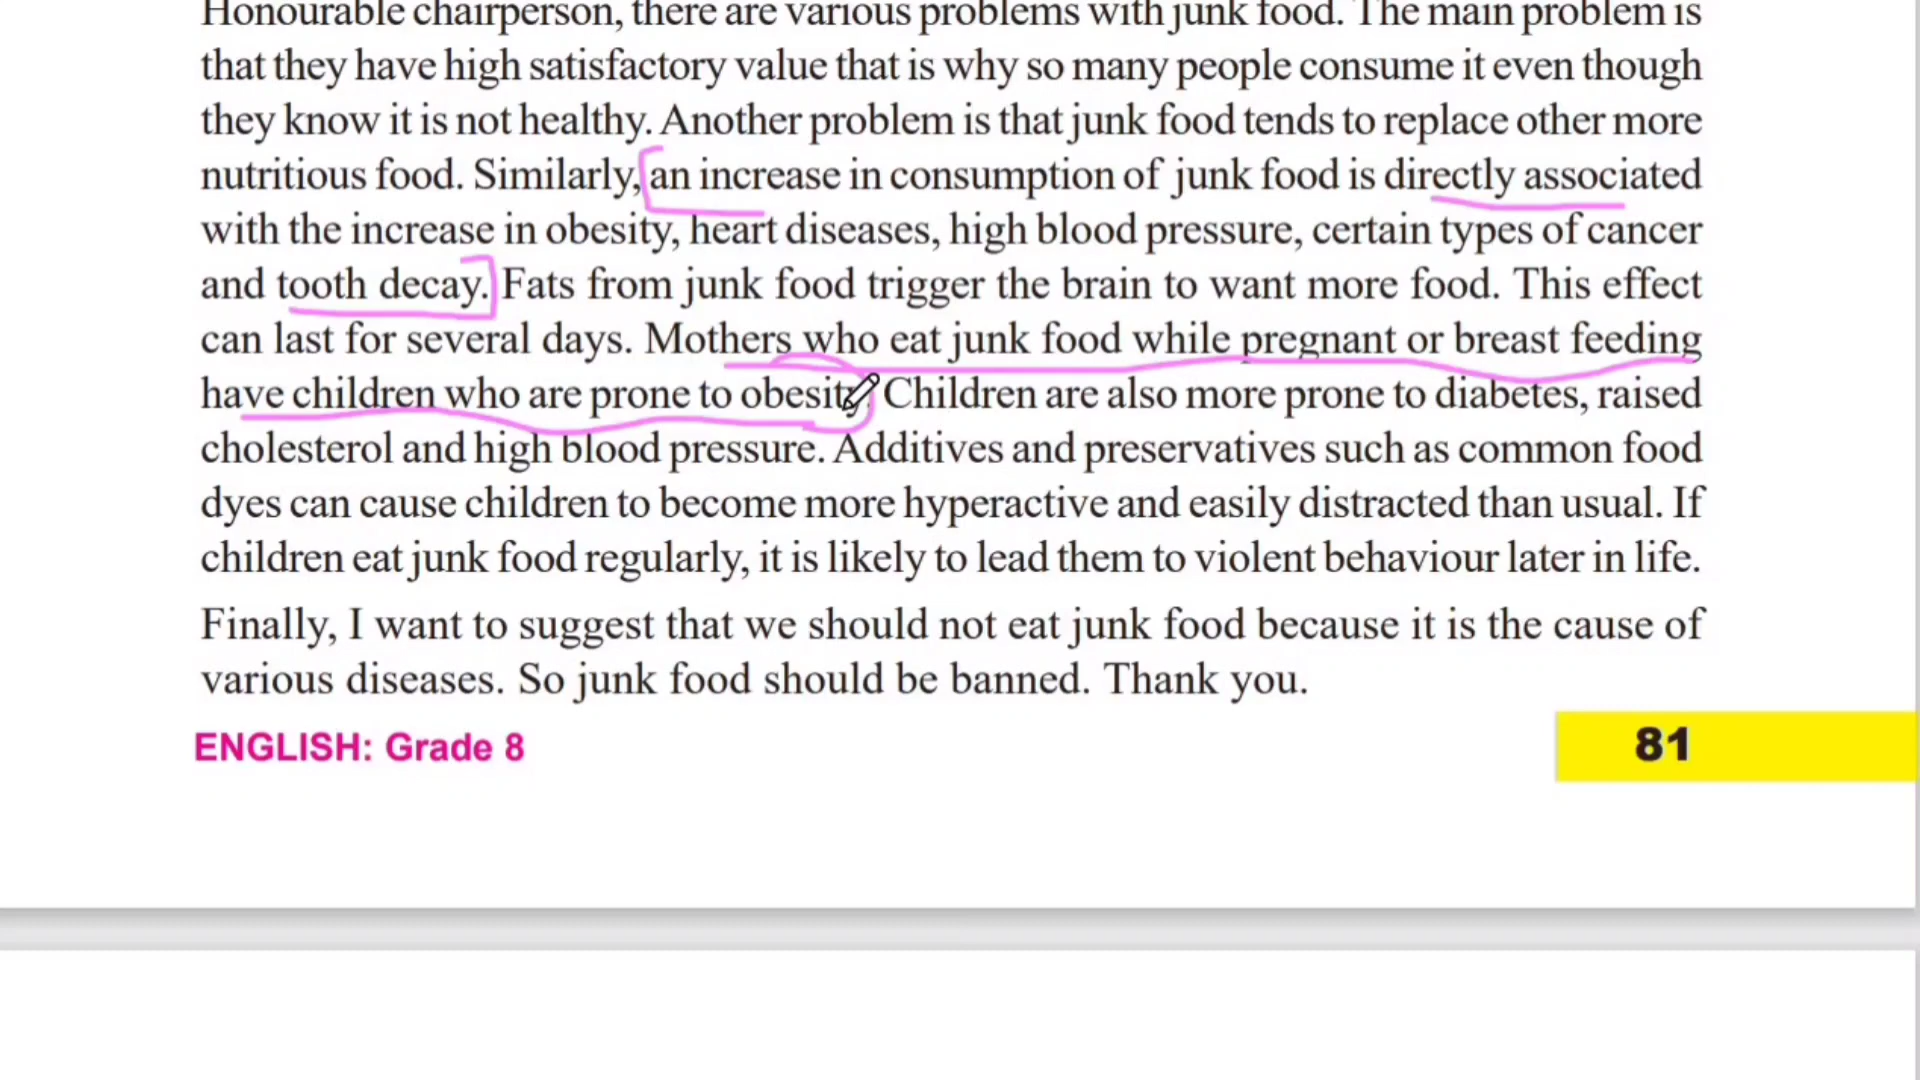 Honourable chairperson, there are various problems with junk food. The main problem is
that they have high satisfactory value that is why so many people consume it even though
they know it is not healthy. Another problem is that junk food tends to replace other more
nutritious food. Similarly, an increase in consumption of junk food is directly associated
with the increase in obesity, heart diseases, high blood pressure, certain types of cancer
and tooth decay. Fats from junk food trigger the brain to want more food. This effect
can last for several days. Mothers who eat junk food while pregnant or breast feeding
have children who are prone to obesity. Children are also more prone to diabetes, raised
cholesterol and high blood pressure. Additives and preservatives such as common food
dyes can cause children to become more hyperactive and easily distracted than usual. If
children eat junk food regularly, it is likely to lead them to violent behaviour later in life.
Finally, I want to suggest that we should not eat junk food because it is the cause of
various diseases. So junk food should be banned. Thank you.
ENGLISH: Grade 8
81